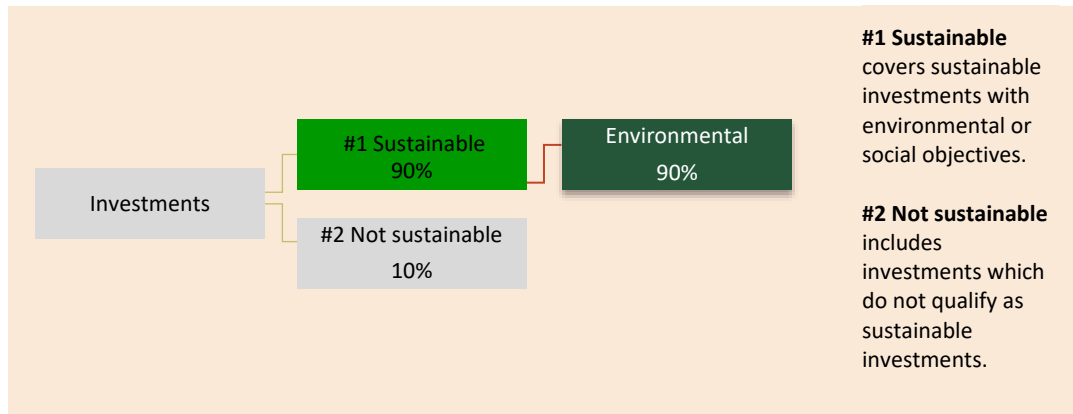 Investments
#1 Sustainable
90%
Environmental
90%
#2 Not sustainable
10%
#1 Sustainable
covers sustainable
investments with
environmental or
social objectives.
#2 Not sustainable
includes
investments which
do not qualify as
sustainable
investments.